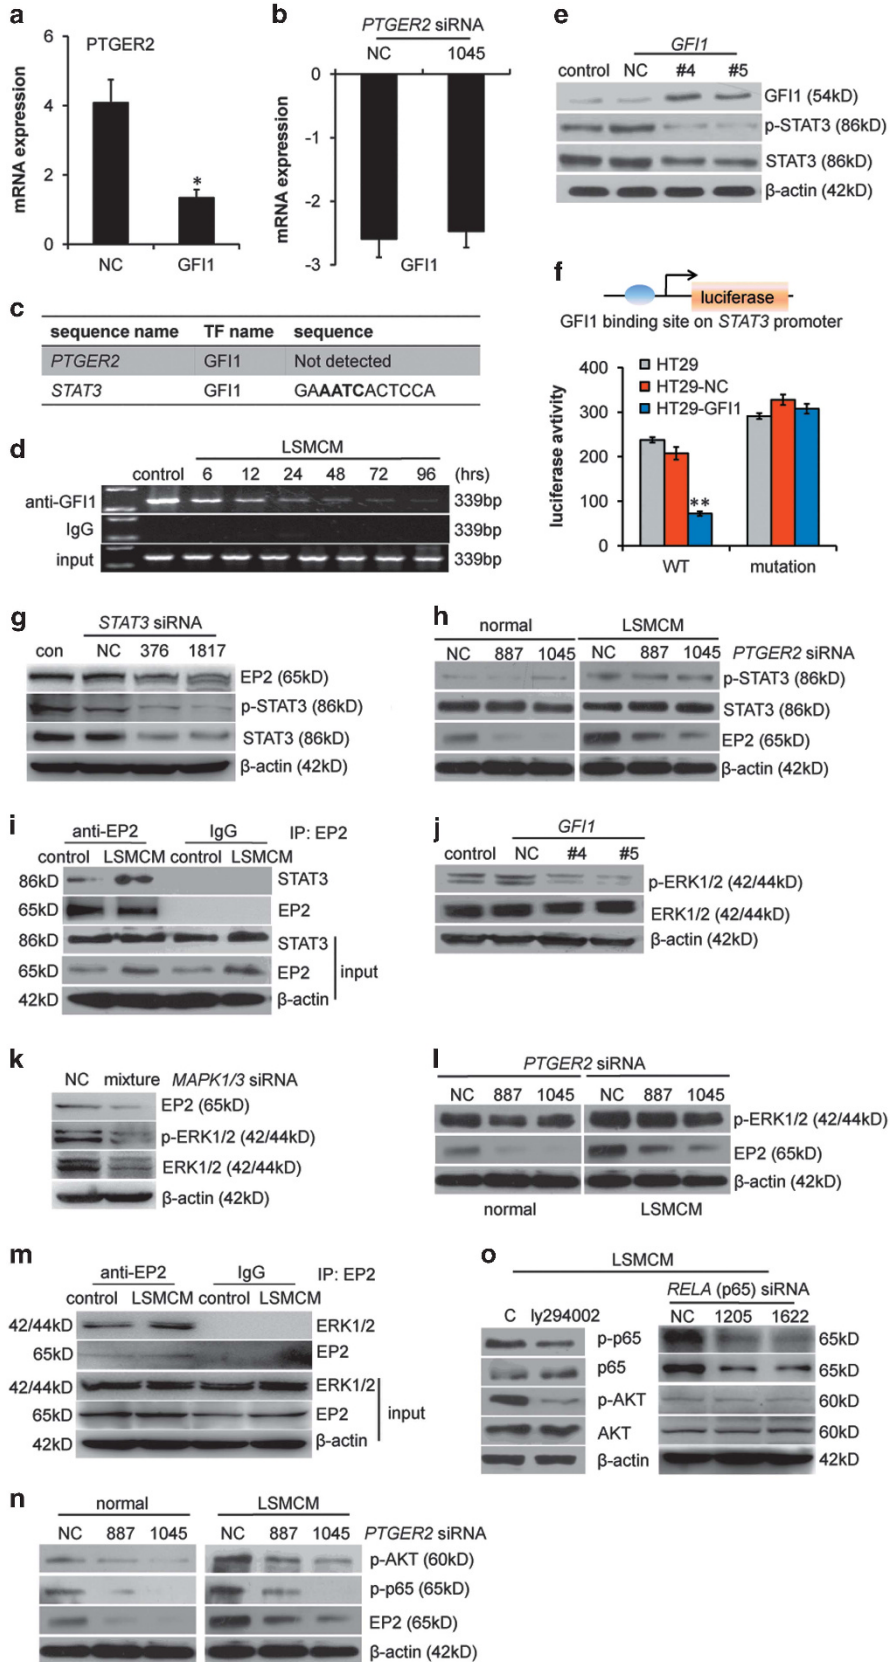 a
PTGER2
mRNA expression
6
4
2
0
*
NC GFI1
b
PTGER2 siRNA
NC 1045
mRNA expression
0
-1
-2
-3
GFI1
c
sequence name TF name sequence
PTGER2 GFI1 Not detected
STAT3 GFI1 GAAATCACTCCA
d
LSMCM
control 6 12 24 48 72 96 (hrs)
anti-GFI1 339bp
IgG 339bp
input 339bp
e
GFI1
control NC #4 #5
GFI1 (54kD)
p-STAT3 (86kD)
STAT3 (86kD)
β-actin (42kD)
f
luciferase
GFI1 binding site on STAT3 promoter
luciferase avtivity
400
300
200
100
0
HT29
HT29-NC
HT29-GFI1
**
WT mutation
g
STAT3 siRNA
con NC 376 1817
EP2 (65kD)
p-STAT3 (86kD)
STAT3 (86kD)
β-actin (42kD)
h
normal LSMCM
NC 887 1045 NC 887 1045 PTGER2 siRNA
p-STAT3 (86kD)
STAT3 (86kD)
EP2 (65kD)
β-actin (42kD)
i
anti-EP2 IgG IP: EP2
control LSMCM control LSMCM
86kD STAT3
65kD EP2
86kD STAT3
65kD EP2 input
42kD β-actin
j
GFI1
control NC #4 #5
p-ERK1/2 (42/44kD)
ERK1/2 (42/44kD)
β-actin (42kD)
k
NC mixture MAPK1/3 siRNA
EP2 (65kD)
p-ERK1/2 (42/44kD)
ERK1/2 (42/44kD)
β-actin (42kD)
l
PTGER2 siRNA
NC 887 1045 NC 887 1045
p-ERK1/2 (42/44kD)
EP2 (65kD)
β-actin (42kD)
normal LSMCM
m
anti-EP2 IgG IP: EP2
control LSMCM control LSMCM
42/44kD ERK1/2
65kD EP2
42/44kD ERK1/2
65kD EP2 input
42kD β-actin
o
LSMCM
RELA (p65) siRNA
C ly294002 NC 1205 1622
p-p65 65kD
p65 65kD
p-AKT 60kD
AKT 60kD
β-actin 42kD
n
normal LSMCM
NC 887 1045 NC 887 1045 PTGER2 siRNA
p-AKT (60kD)
p-p65 (65kD)
EP2 (65kD)
β-actin (42kD)